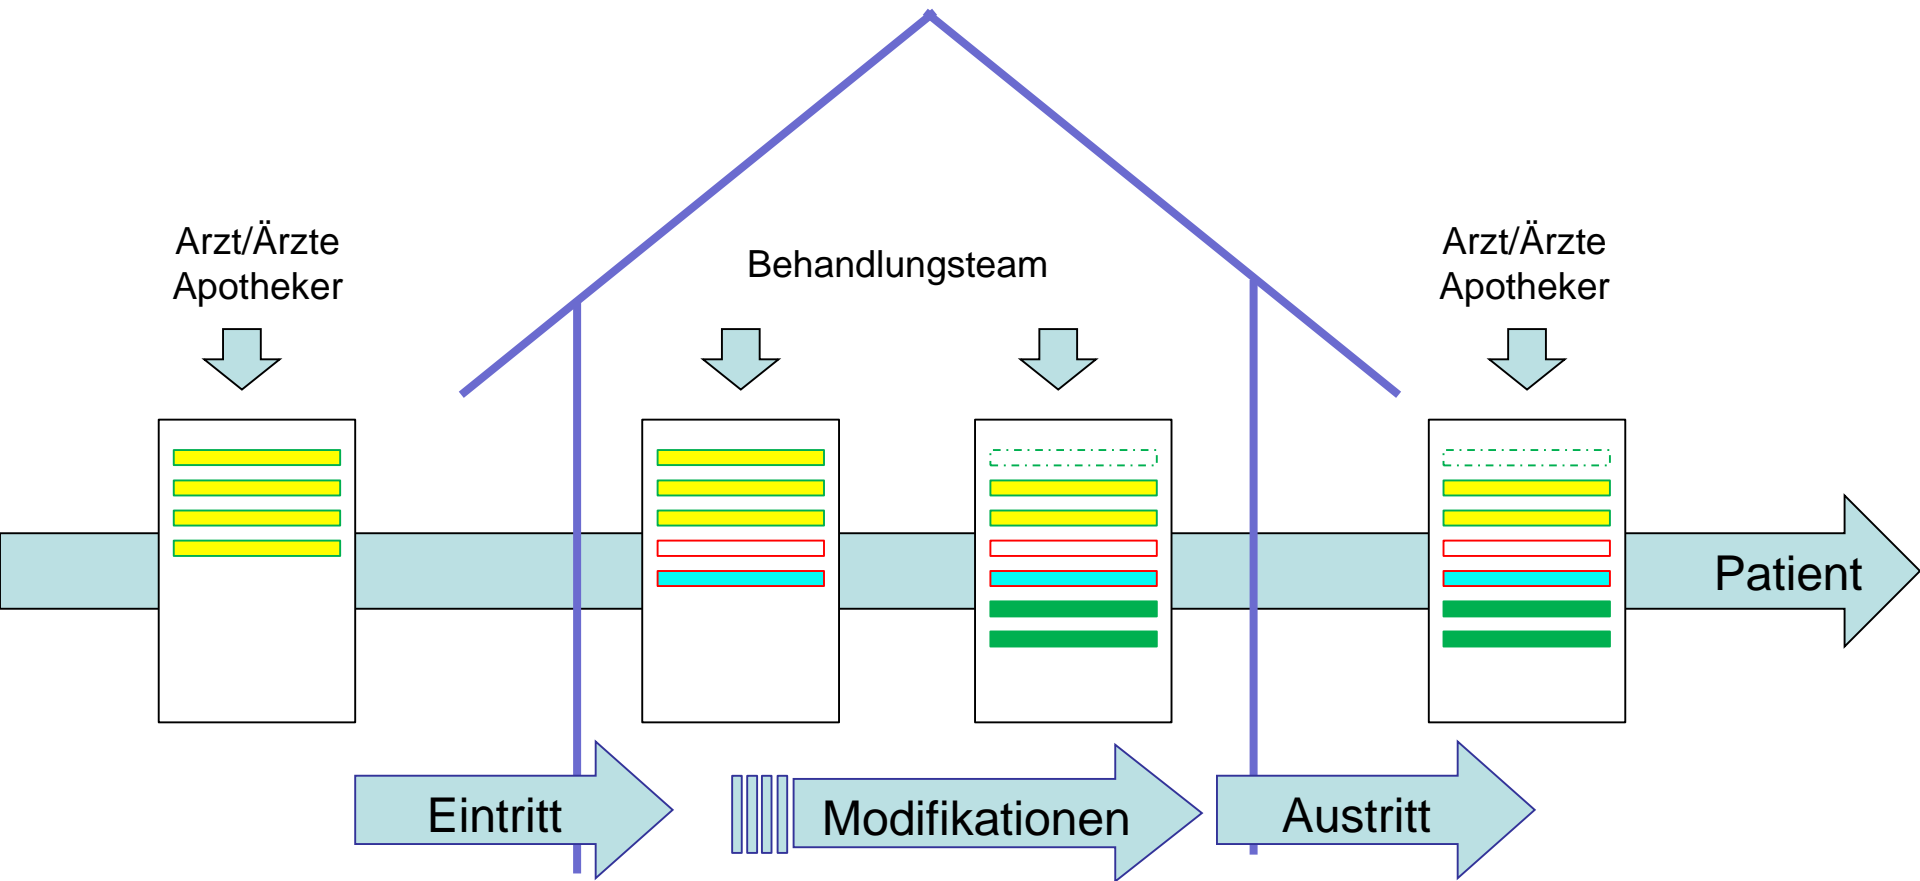 Arzt/Ärzte
Apotheker
Behandlungsteam
Arzt/Ärzte
Apotheker
Patient
Eintritt
Modifikationen
Austritt